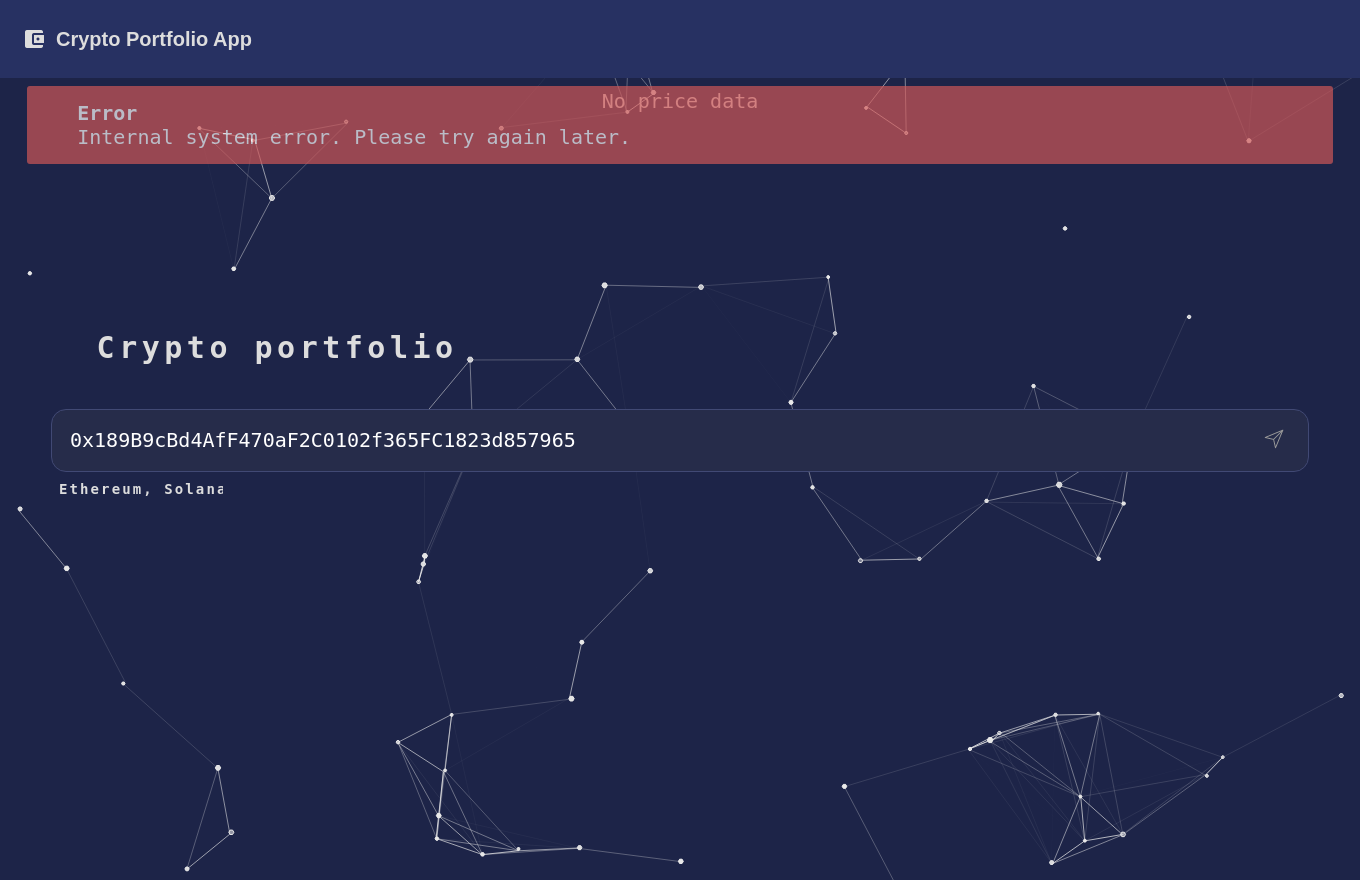 Crypto Portfolio App
No price data
Error
Internal system error. Please try again later.
Crypto portfolio
0x189B9cBd4AfF470aF2C0102f365FC1823d857965
Ethereum, Solana